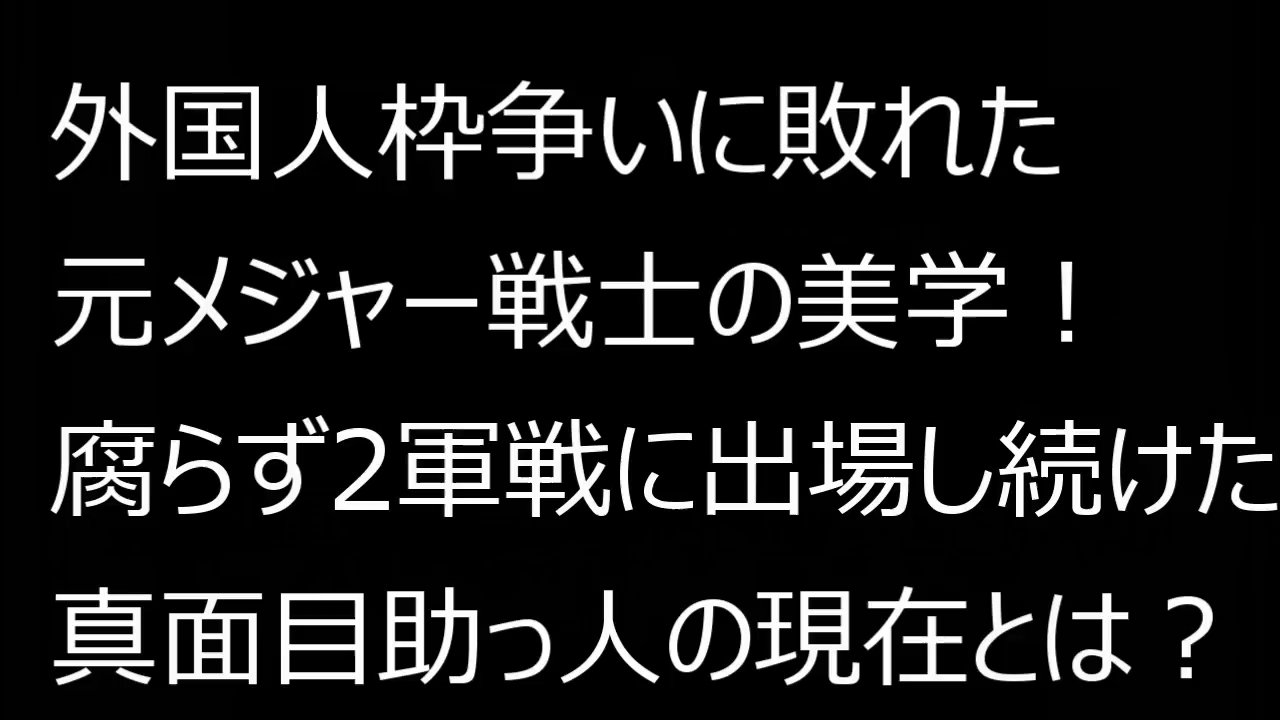 外国人枠争いに敗れた
元メジャー戦士の美学！
腐らず2軍戦に出場し続けた
真面目助っ人の現在とは？